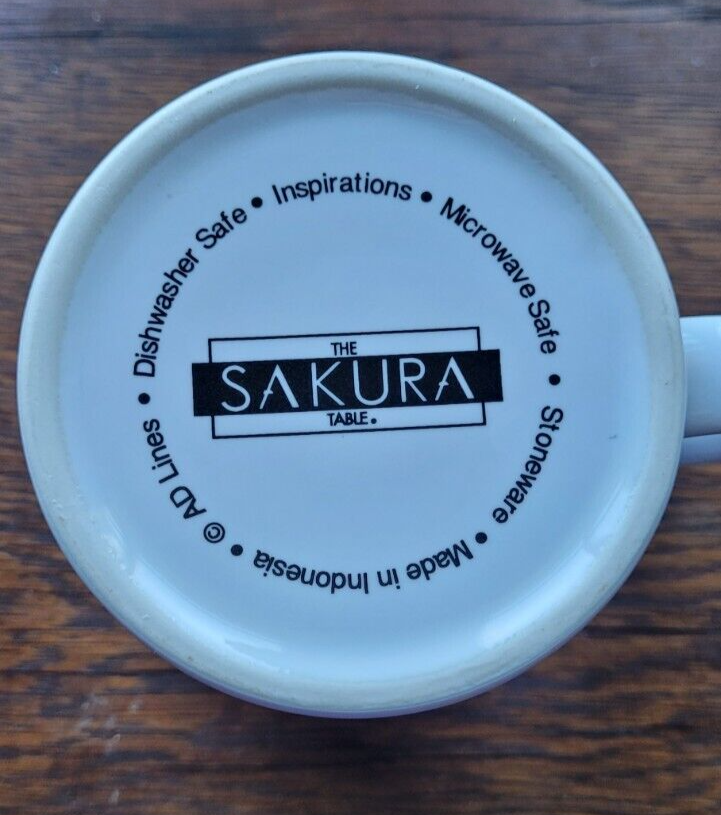 Inspirations • Microwave Safe • Stoneware • Made in Indonesia • © AD Lines • Dishwasher Safe •
THE
SAKURA
TABLE.